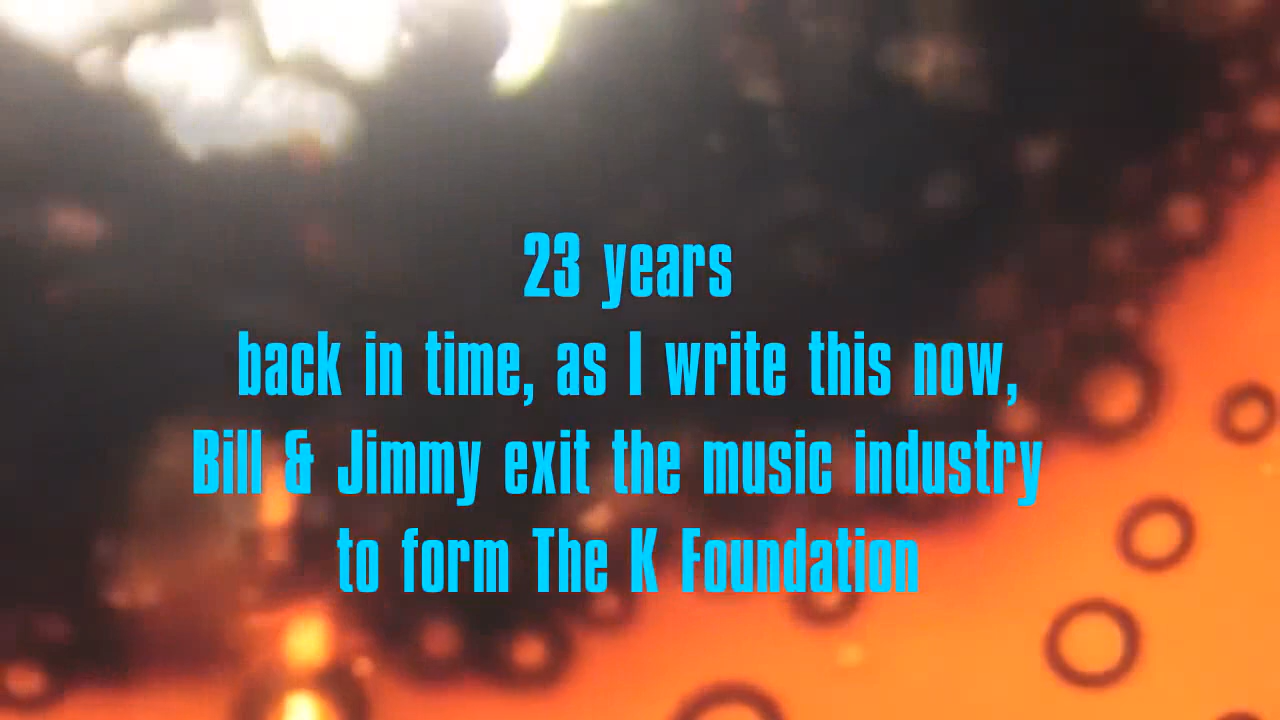 23 years
back in time, as I write this now,
Bill & Jimmy exit the music industry
to form The K Foundation